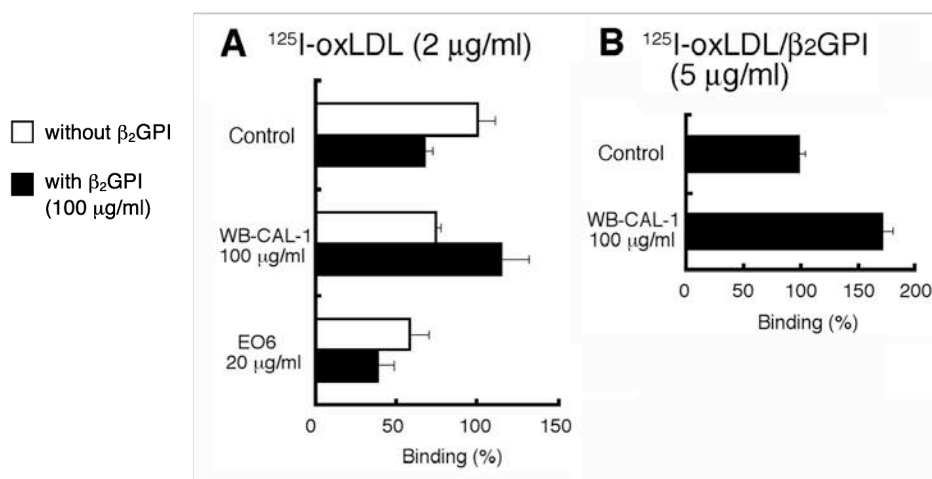 without β₂GPI
with β₂GPI
(100 μg/ml)
A ¹²⁵I-oxLDL (2 μg/ml)
Control
WB-CAL-1
100 μg/ml
EO6
20 μg/ml
0 50 100 150
Binding (%)
B ¹²⁵I-oxLDL/β₂GPI
(5 μg/ml)
Control
WB-CAL-1
100 μg/ml
0 50 100 150 200
Binding (%)